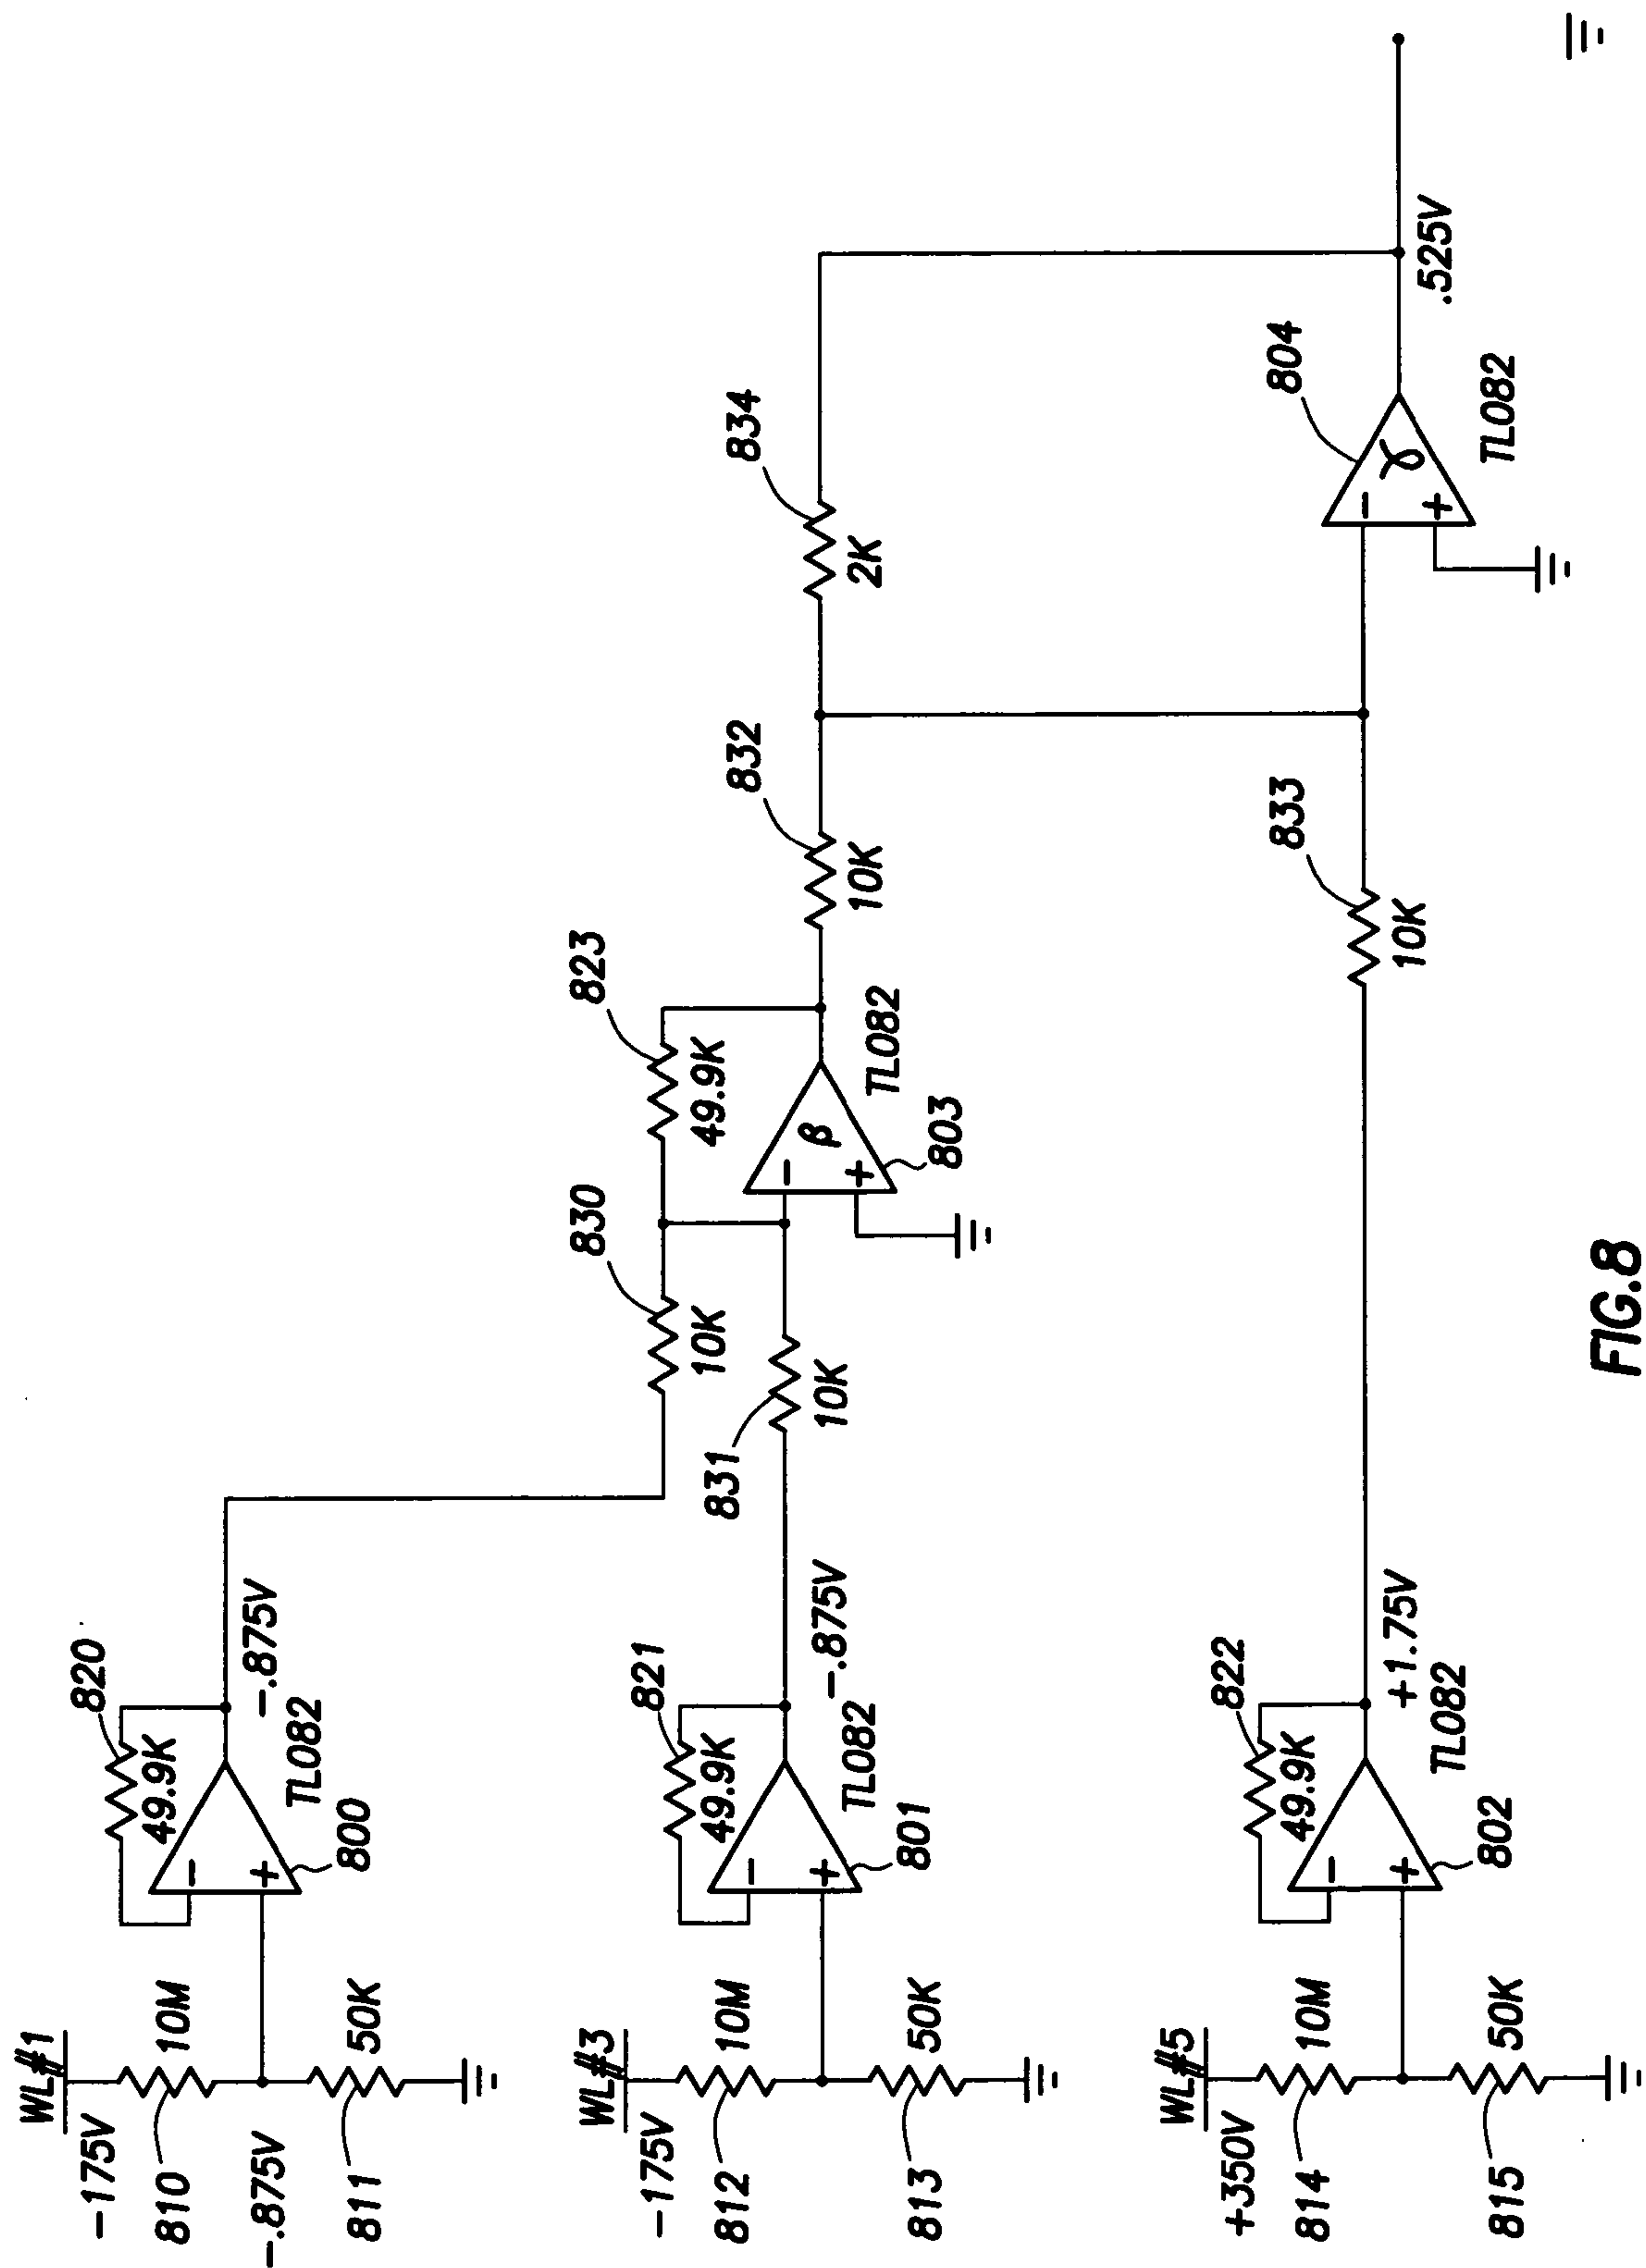 WL#1
-175V
810
10M
-.875V
811
50K
820
49.9K
-.875V
TL082
800
-
+
WL#3
-175V
812
10M
813
50K
821
49.9K
-.875V
TL082
801
-
+
830
10K
831
10K
823
49.9K
β
-
+
TL082
803
832
10K
834
2K
WL#5
+350V
814
10M
815
50K
822
49.9K
+1.75V
TL082
802
-
+
833
10K
804
γ
-
+
TL082
.525V
FIG.8